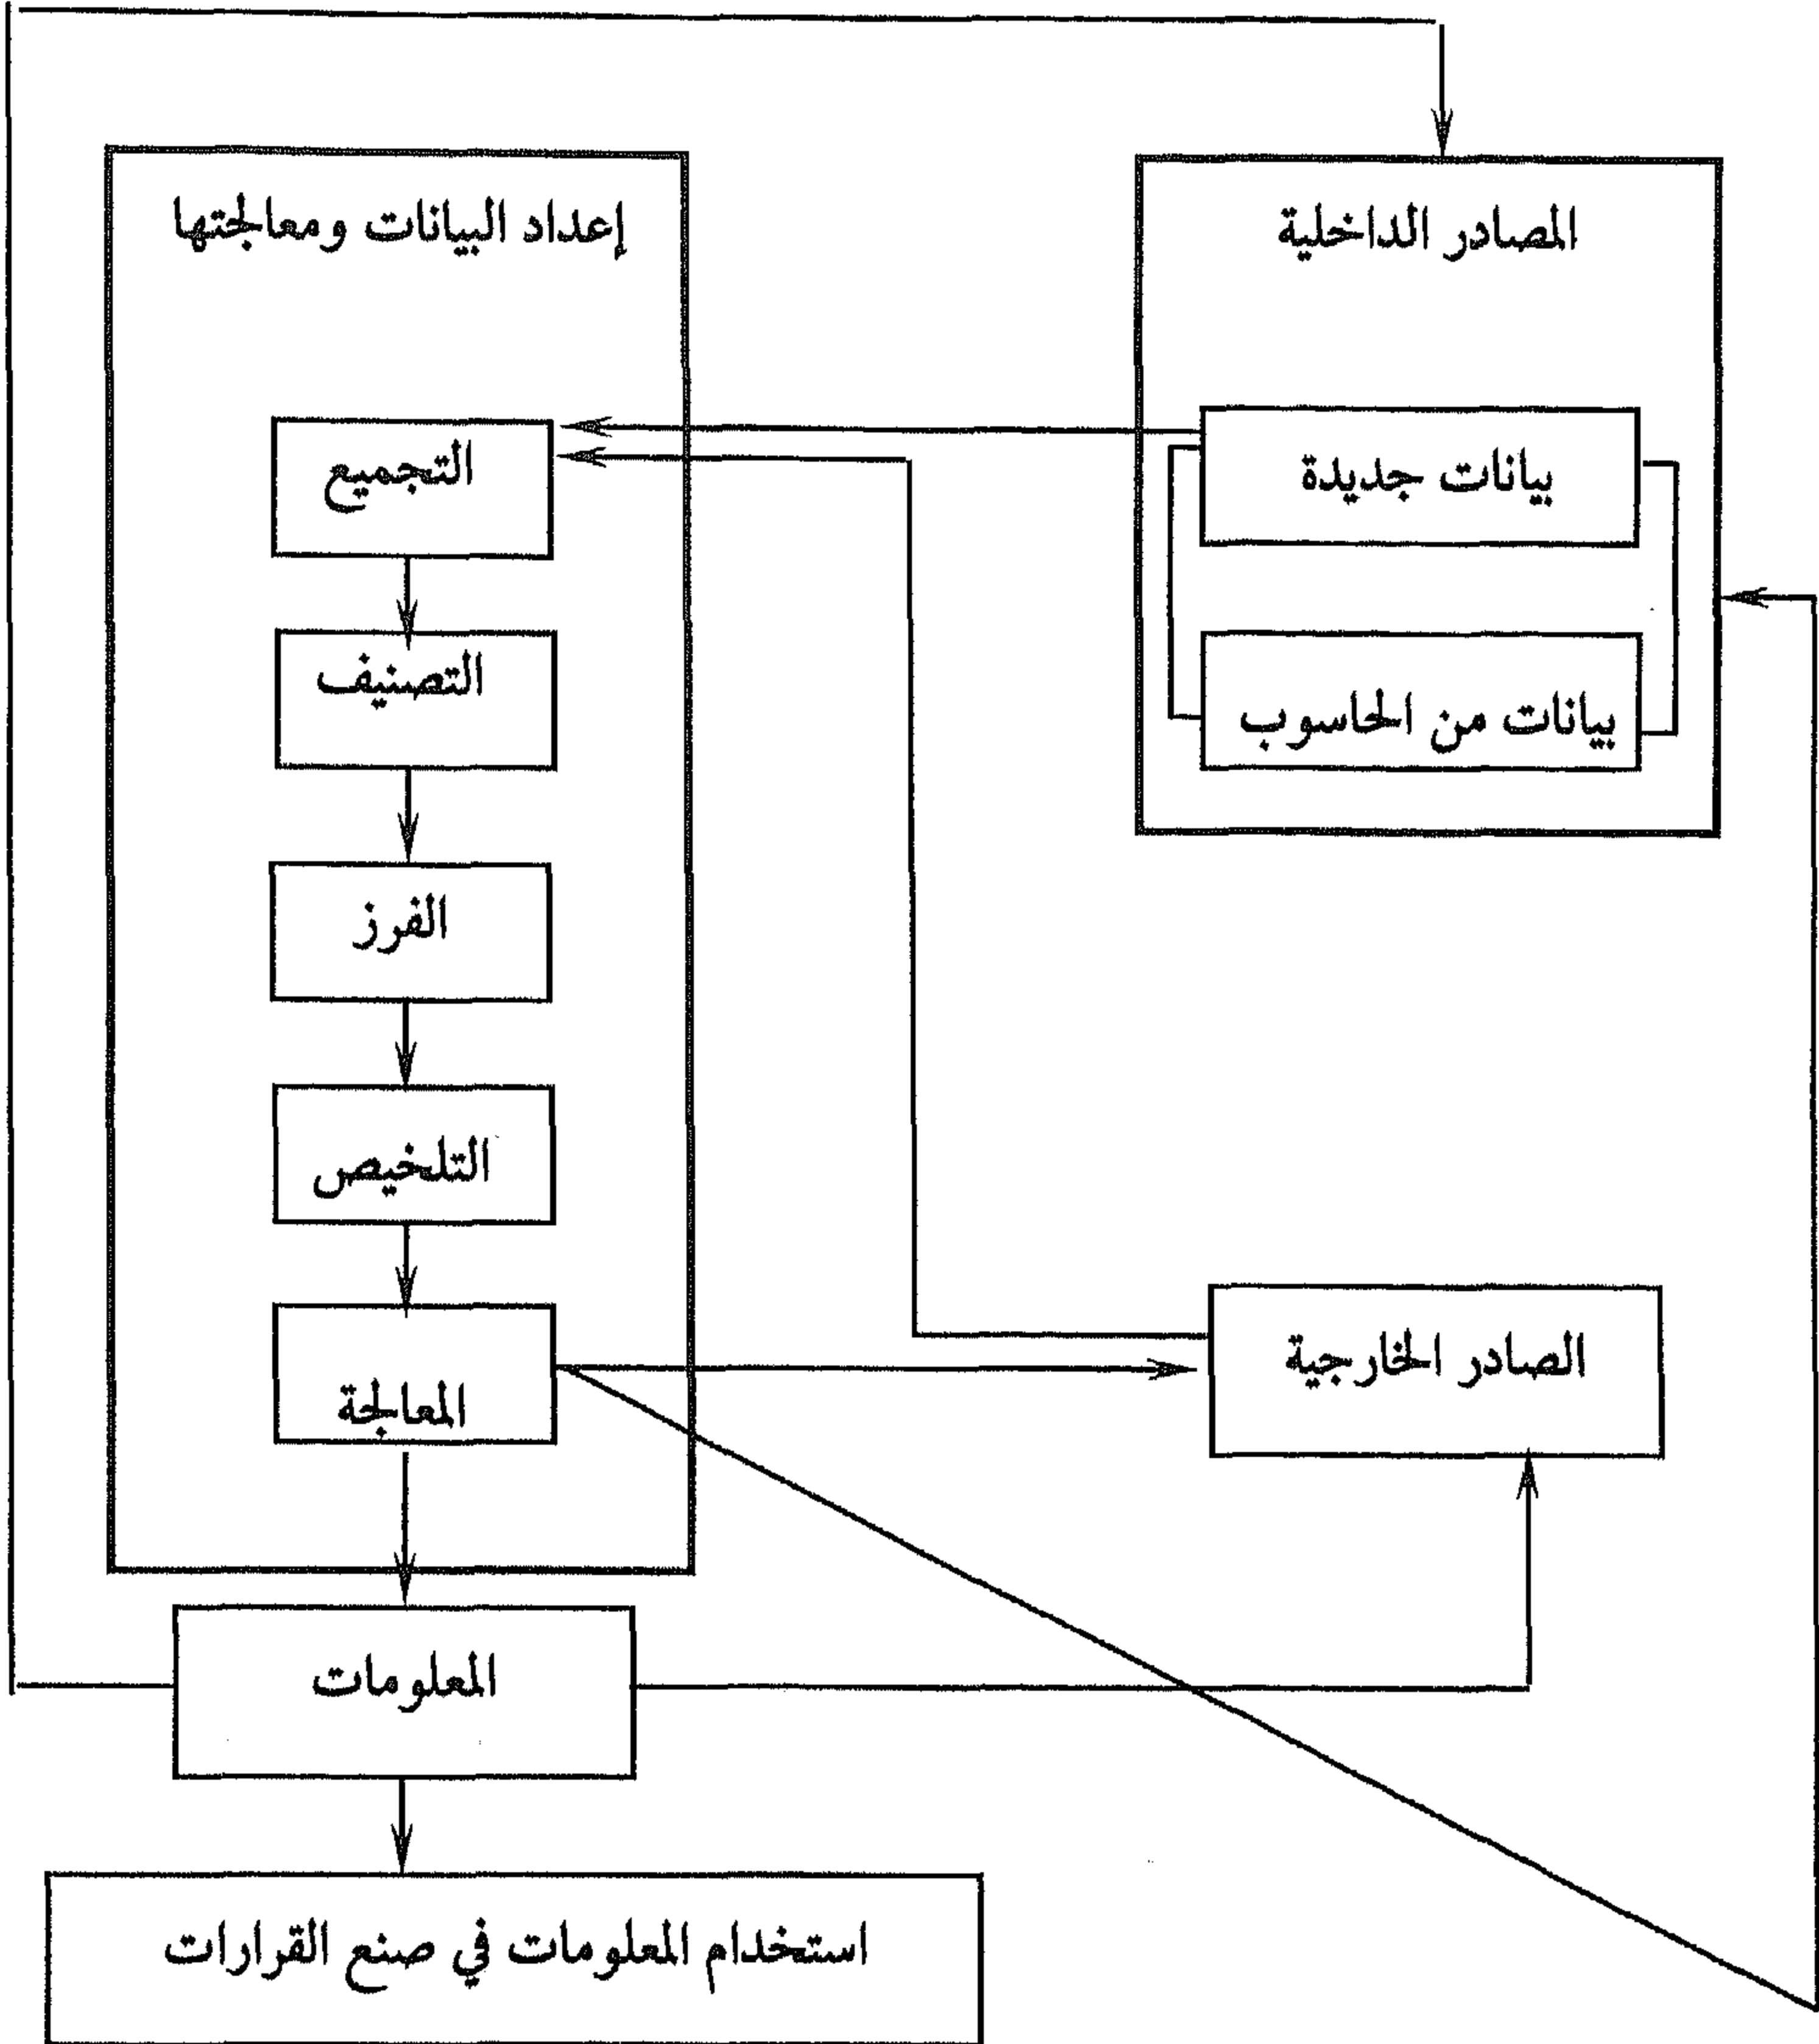 المصادر الداخلية
بيانات جديدة
بيانات من الحاسوب
الصادر الخارجية
إعداد البيانات ومعالجتها
التجميع
التصنيف
الفرز
التلخيص
المعالجة
المعلومات
استخدام المعلومات في صنع القرارات